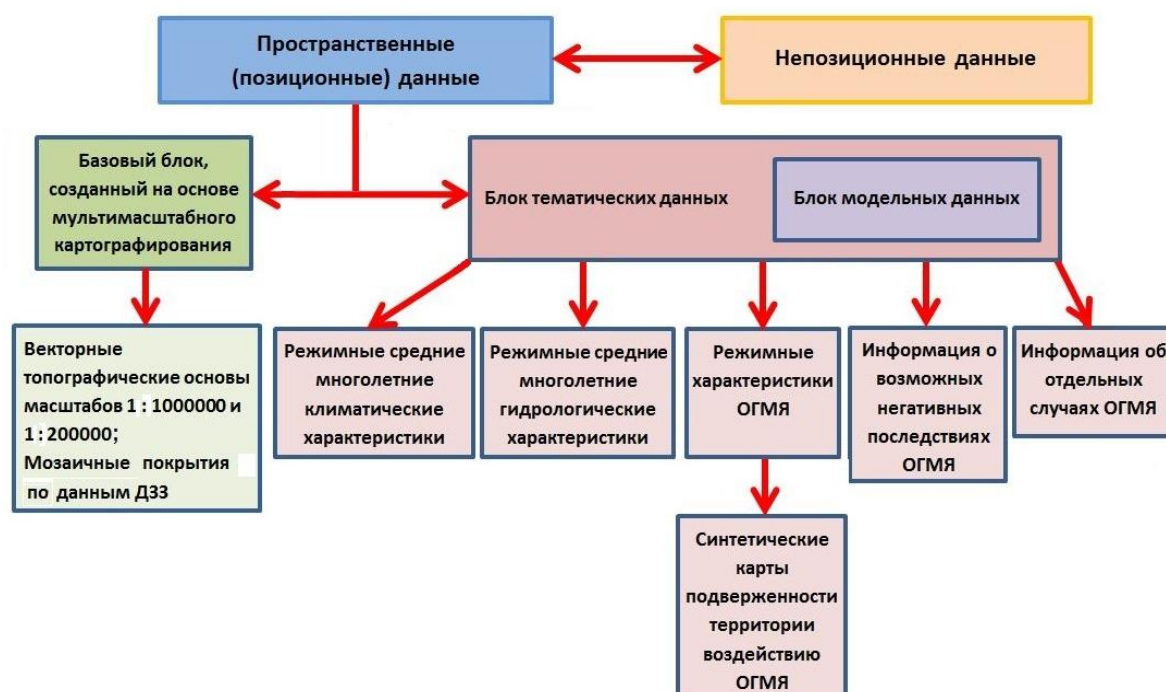 Пространственные
(позиционные) данные
Непозиционные данные
Базовый блок,
созданный на основе
мультимасштабного
картографирования
Блок тематических данных
Блок модельных данных
Векторные
топографические основы
масштабов 1 : 1000000 и
1:200000;
Мозаичные покрытия
по данным ДЗЗ
Режимные средние
многолетние
климатические
характеристики
Режимные средние
многолетние
гидрологические
характеристики
Режимные
характеристики
ОГМЯ
Информация о
возможных
негативных
последствиях
ОГМЯ
Информация об
отдельных
случаях ОГМЯ
Синтетические
карты
подверженности
территории
воздействию
ОГМЯ